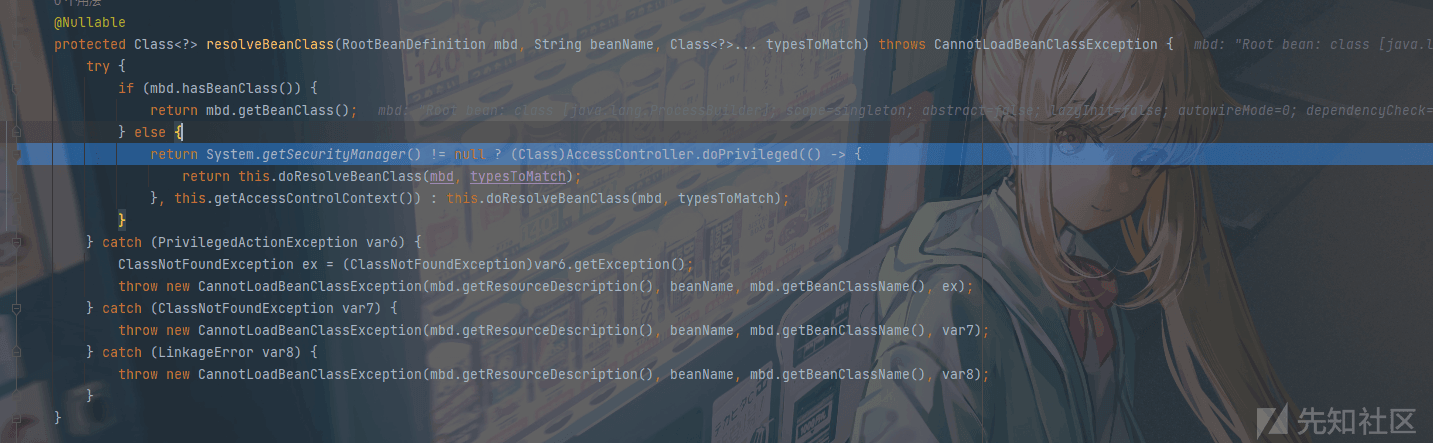 6个用法
@Nullable
protected Class<?> resolveBeanClass(RootBeanDefinition mbd, String beanName, Class<?>... typesToMatch) throws CannotLoadBeanClassException { mbd: "Root bean: class [java.l
try {
if (mbd.hasBeanClass()) {
return mbd.getBeanClass(); mbd: "Root bean: class [java.lang.ProcessBuilder]; scope=singleton; abstract=false; lazyInit=false; autowireMode=0; dependencyCheck=
} else {
return System.getSecurityManager() != null ? (Class)AccessController.doPrivileged(() -> {
return this.doResolveBeanClass(mbd, typesToMatch);
}, this.getAccessControlContext()) : this.doResolveBeanClass(mbd, typesToMatch);
}
} catch (PrivilegedActionException var6) {
ClassNotFoundException ex = (ClassNotFoundException)var6.getException();
throw new CannotLoadBeanClassException(mbd.getResourceDescription(), beanName, mbd.getBeanClassName(), ex);
} catch (ClassNotFoundException var7) {
throw new CannotLoadBeanClassException(mbd.getResourceDescription(), beanName, mbd.getBeanClassName(), var7);
} catch (LinkageError var8) {
throw new CannotLoadBeanClassException(mbd.getResourceDescription(), beanName, mbd.getBeanClassName(), var8);
}
}
先知社区